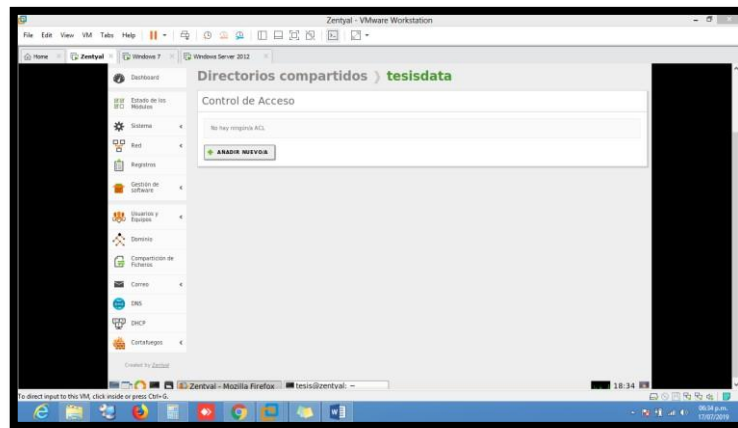 Zentyal - VMware Workstation
File Edit View VM Tabs Help
Home Zentyal Windows 7 Windows Server 2012
Dashboard
Estado de los Módulos
Sistema
Red
Registros
Gestión de software
Usuarios y Equipos
Dominio
Compartición de Ficheros
Correo
DNS
DHCP
Cortafuegos
Created by Zentyal
Directorios compartidos tesisdata
Control de Acceso
No hay ningún/a ACL
+ AÑADIR NUEVO/A
Zentyal - Mozilla Firefox tesis@zentyal: ~ 18:34
To direct input to this VM, click inside or press Ctrl+G.
06:34 p.m.
17/07/2019